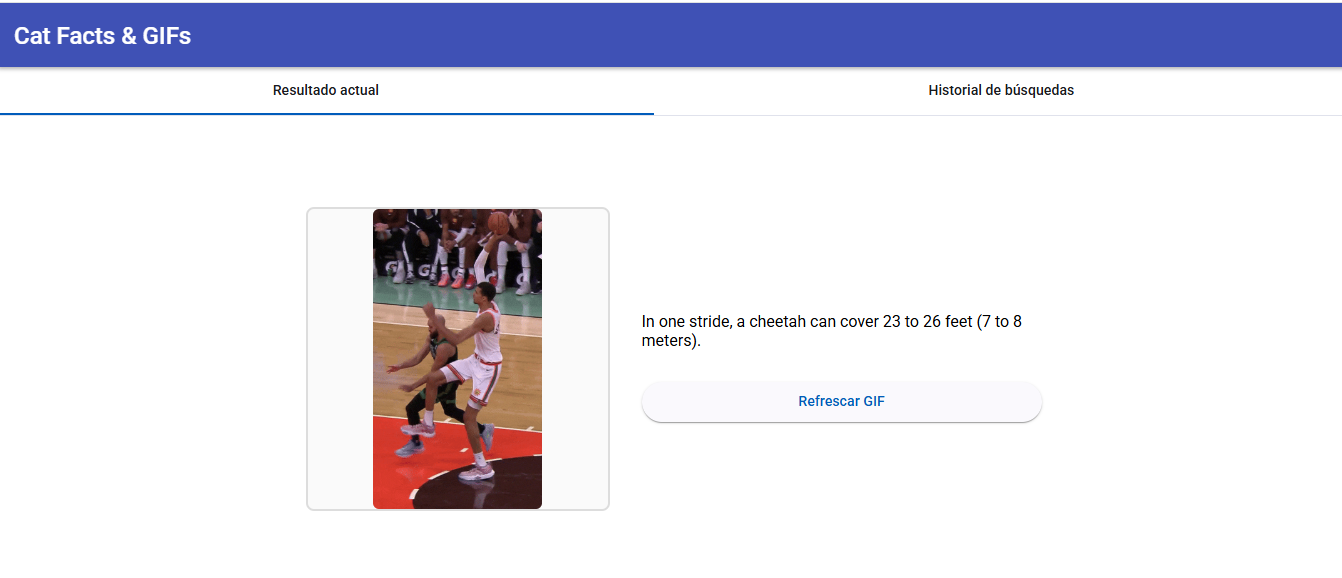 Cat Facts & GIFs
Resultado actual
Historial de búsquedas
In one stride, a cheetah can cover 23 to 26 feet (7 to 8
meters).
Refrescar GIF